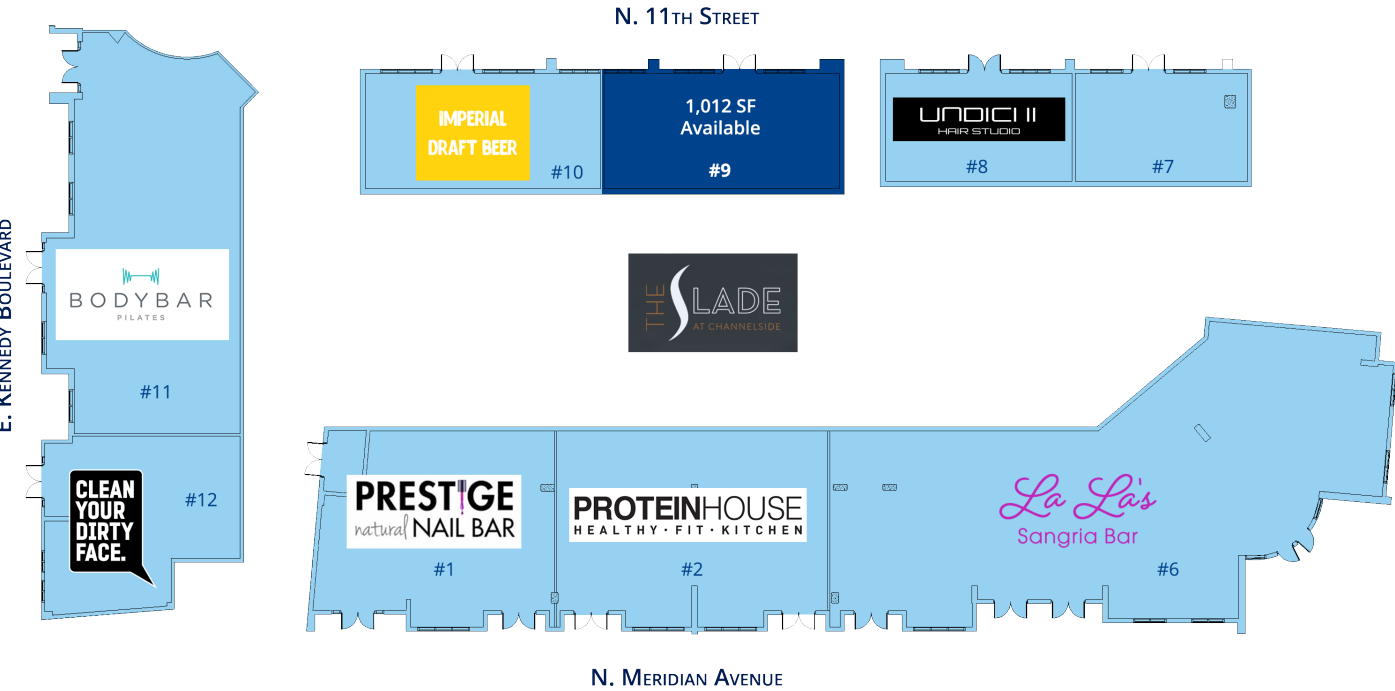 N. 11TH STREET
IMPERIAL
DRAFT BEER
#10
1,012 SF
Available
#9
UNDICI II
HAIR STUDIO
#8
#7
E. KENNEDY BOULEVARD
BODYBAR
PILATES
#11
THE SLADE
AT CHANNELSIDE
CLEAN
YOUR
DIRTY
FACE.
#12
PRESTIGE
natural NAIL BAR
#1
PROTEINHOUSE
HEALTHY · FIT · KITCHEN
#2
La La's
Sangria Bar
#6
N. MERIDIAN AVENUE